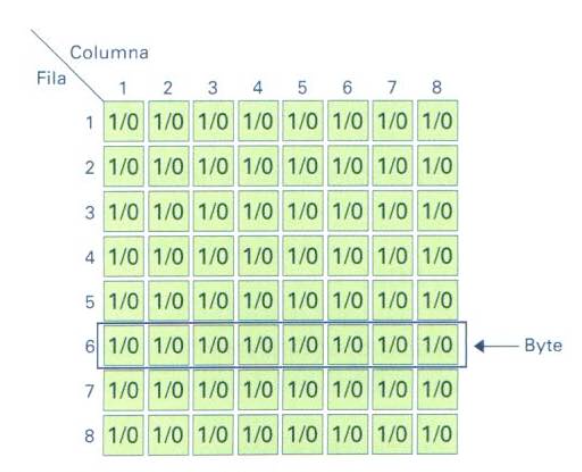 Columna
Fila
1 2 3 4 5 6 7 8
1 1/0 1/0 1/0 1/0 1/0 1/0 1/0 1/0
2 1/0 1/0 1/0 1/0 1/0 1/0 1/0 1/0
3 1/0 1/0 1/0 1/0 1/0 1/0 1/0 1/0
4 1/0 1/0 1/0 1/0 1/0 1/0 1/0 1/0
5 1/0 1/0 1/0 1/0 1/0 1/0 1/0 1/0
6 1/0 1/0 1/0 1/0 1/0 1/0 1/0 1/0 Byte
7 1/0 1/0 1/0 1/0 1/0 1/0 1/0 1/0
8 1/0 1/0 1/0 1/0 1/0 1/0 1/0 1/0